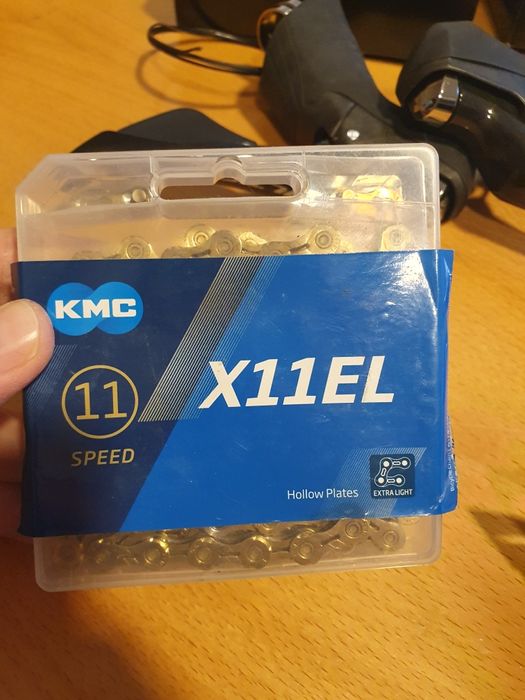 KMC
X11EL
11
SPEED
Hollow Plates
EXTRA LIGHT